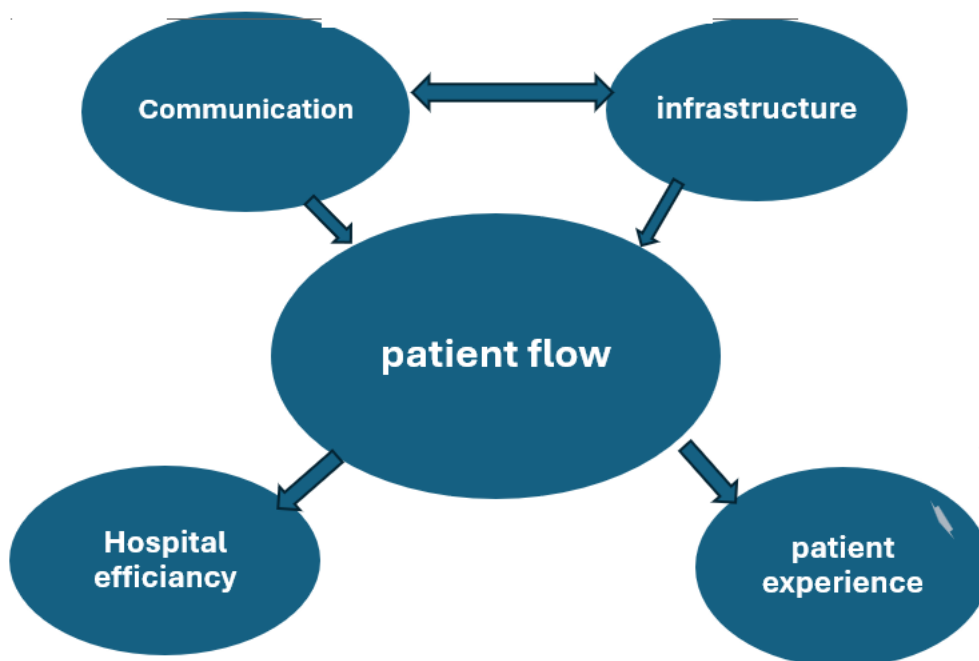 Communication
infrastructure
patient flow
Hospital
efficiancy
patient
experience